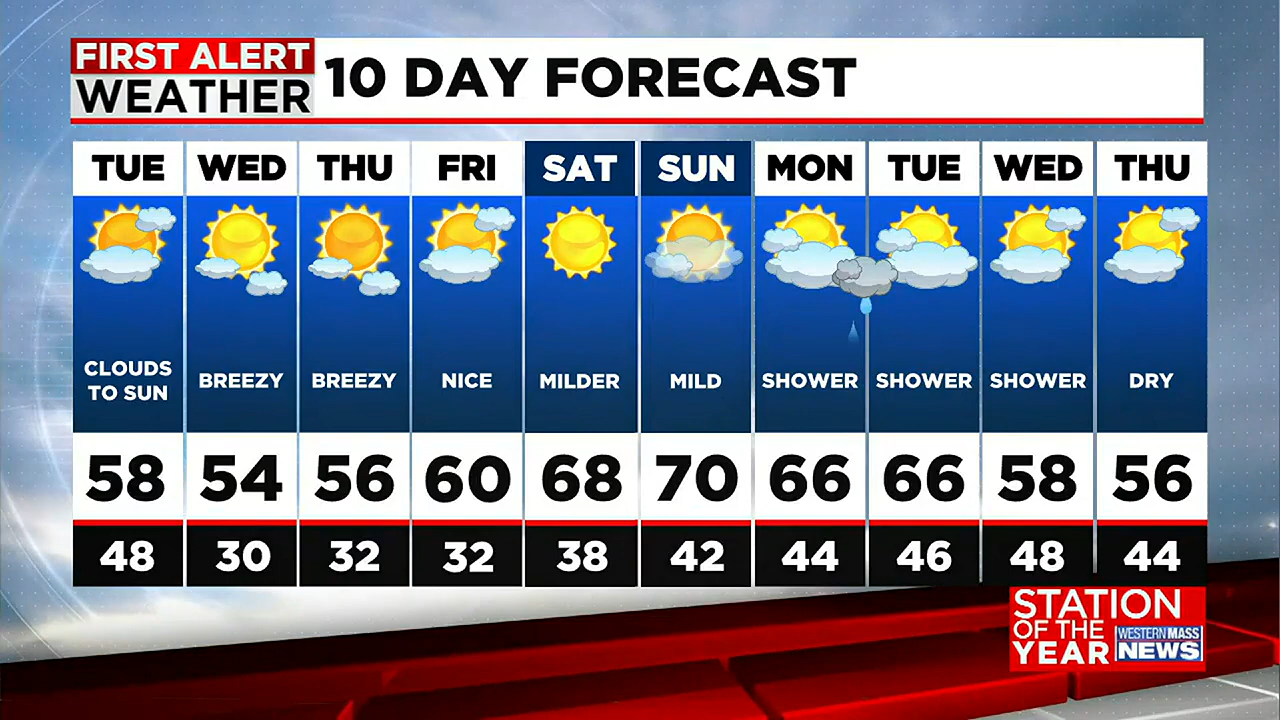 FIRST ALERT
WEATHER
10 DAY FORECAST
TUE WED THU FRI SAT SUN MON TUE WED THU
CLOUDS
TO SUN BREEZY BREEZY NICE MILDER MILD SHOWER SHOWER SHOWER DRY
58 54 56 60 68 70 66 66 58 56
48 30 32 32 38 42 44 46 48 44
STATION
OF THE
YEAR
WESTERN MASS
NEWS